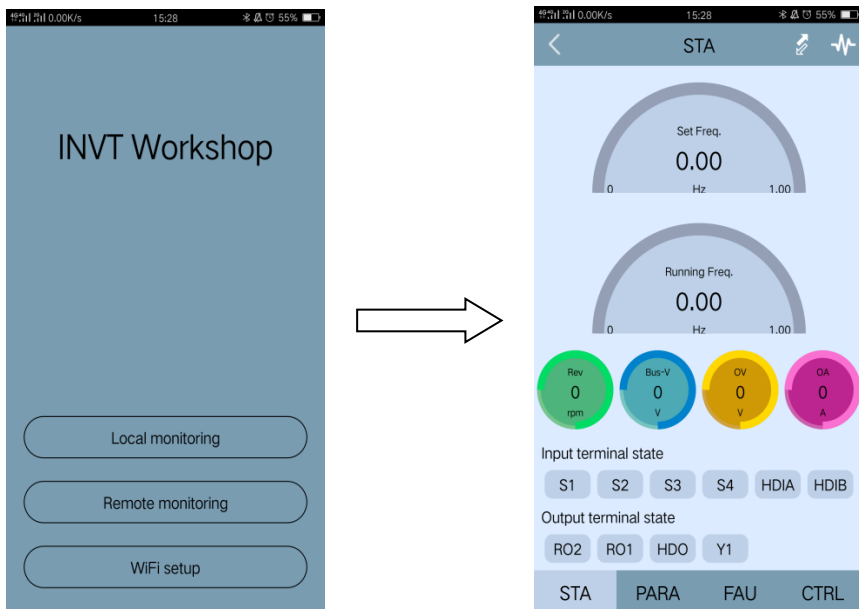 0.00K/s 15:28 55%
INVT Workshop
Local monitoring
Remote monitoring
WiFi setup
0.00K/s 15:28 55%
STA
Set Freq.
0.00
0 Hz 1.00
Running Freq.
0.00
0 Hz 1.00
Rev Bus-V OV OA
0 0 0 0
rpm V V A
Input terminal state
S1 S2 S3 S4 HDIA HDIB
Output terminal state
RO2 RO1 HDO Y1
STA PARA FAU CTRL